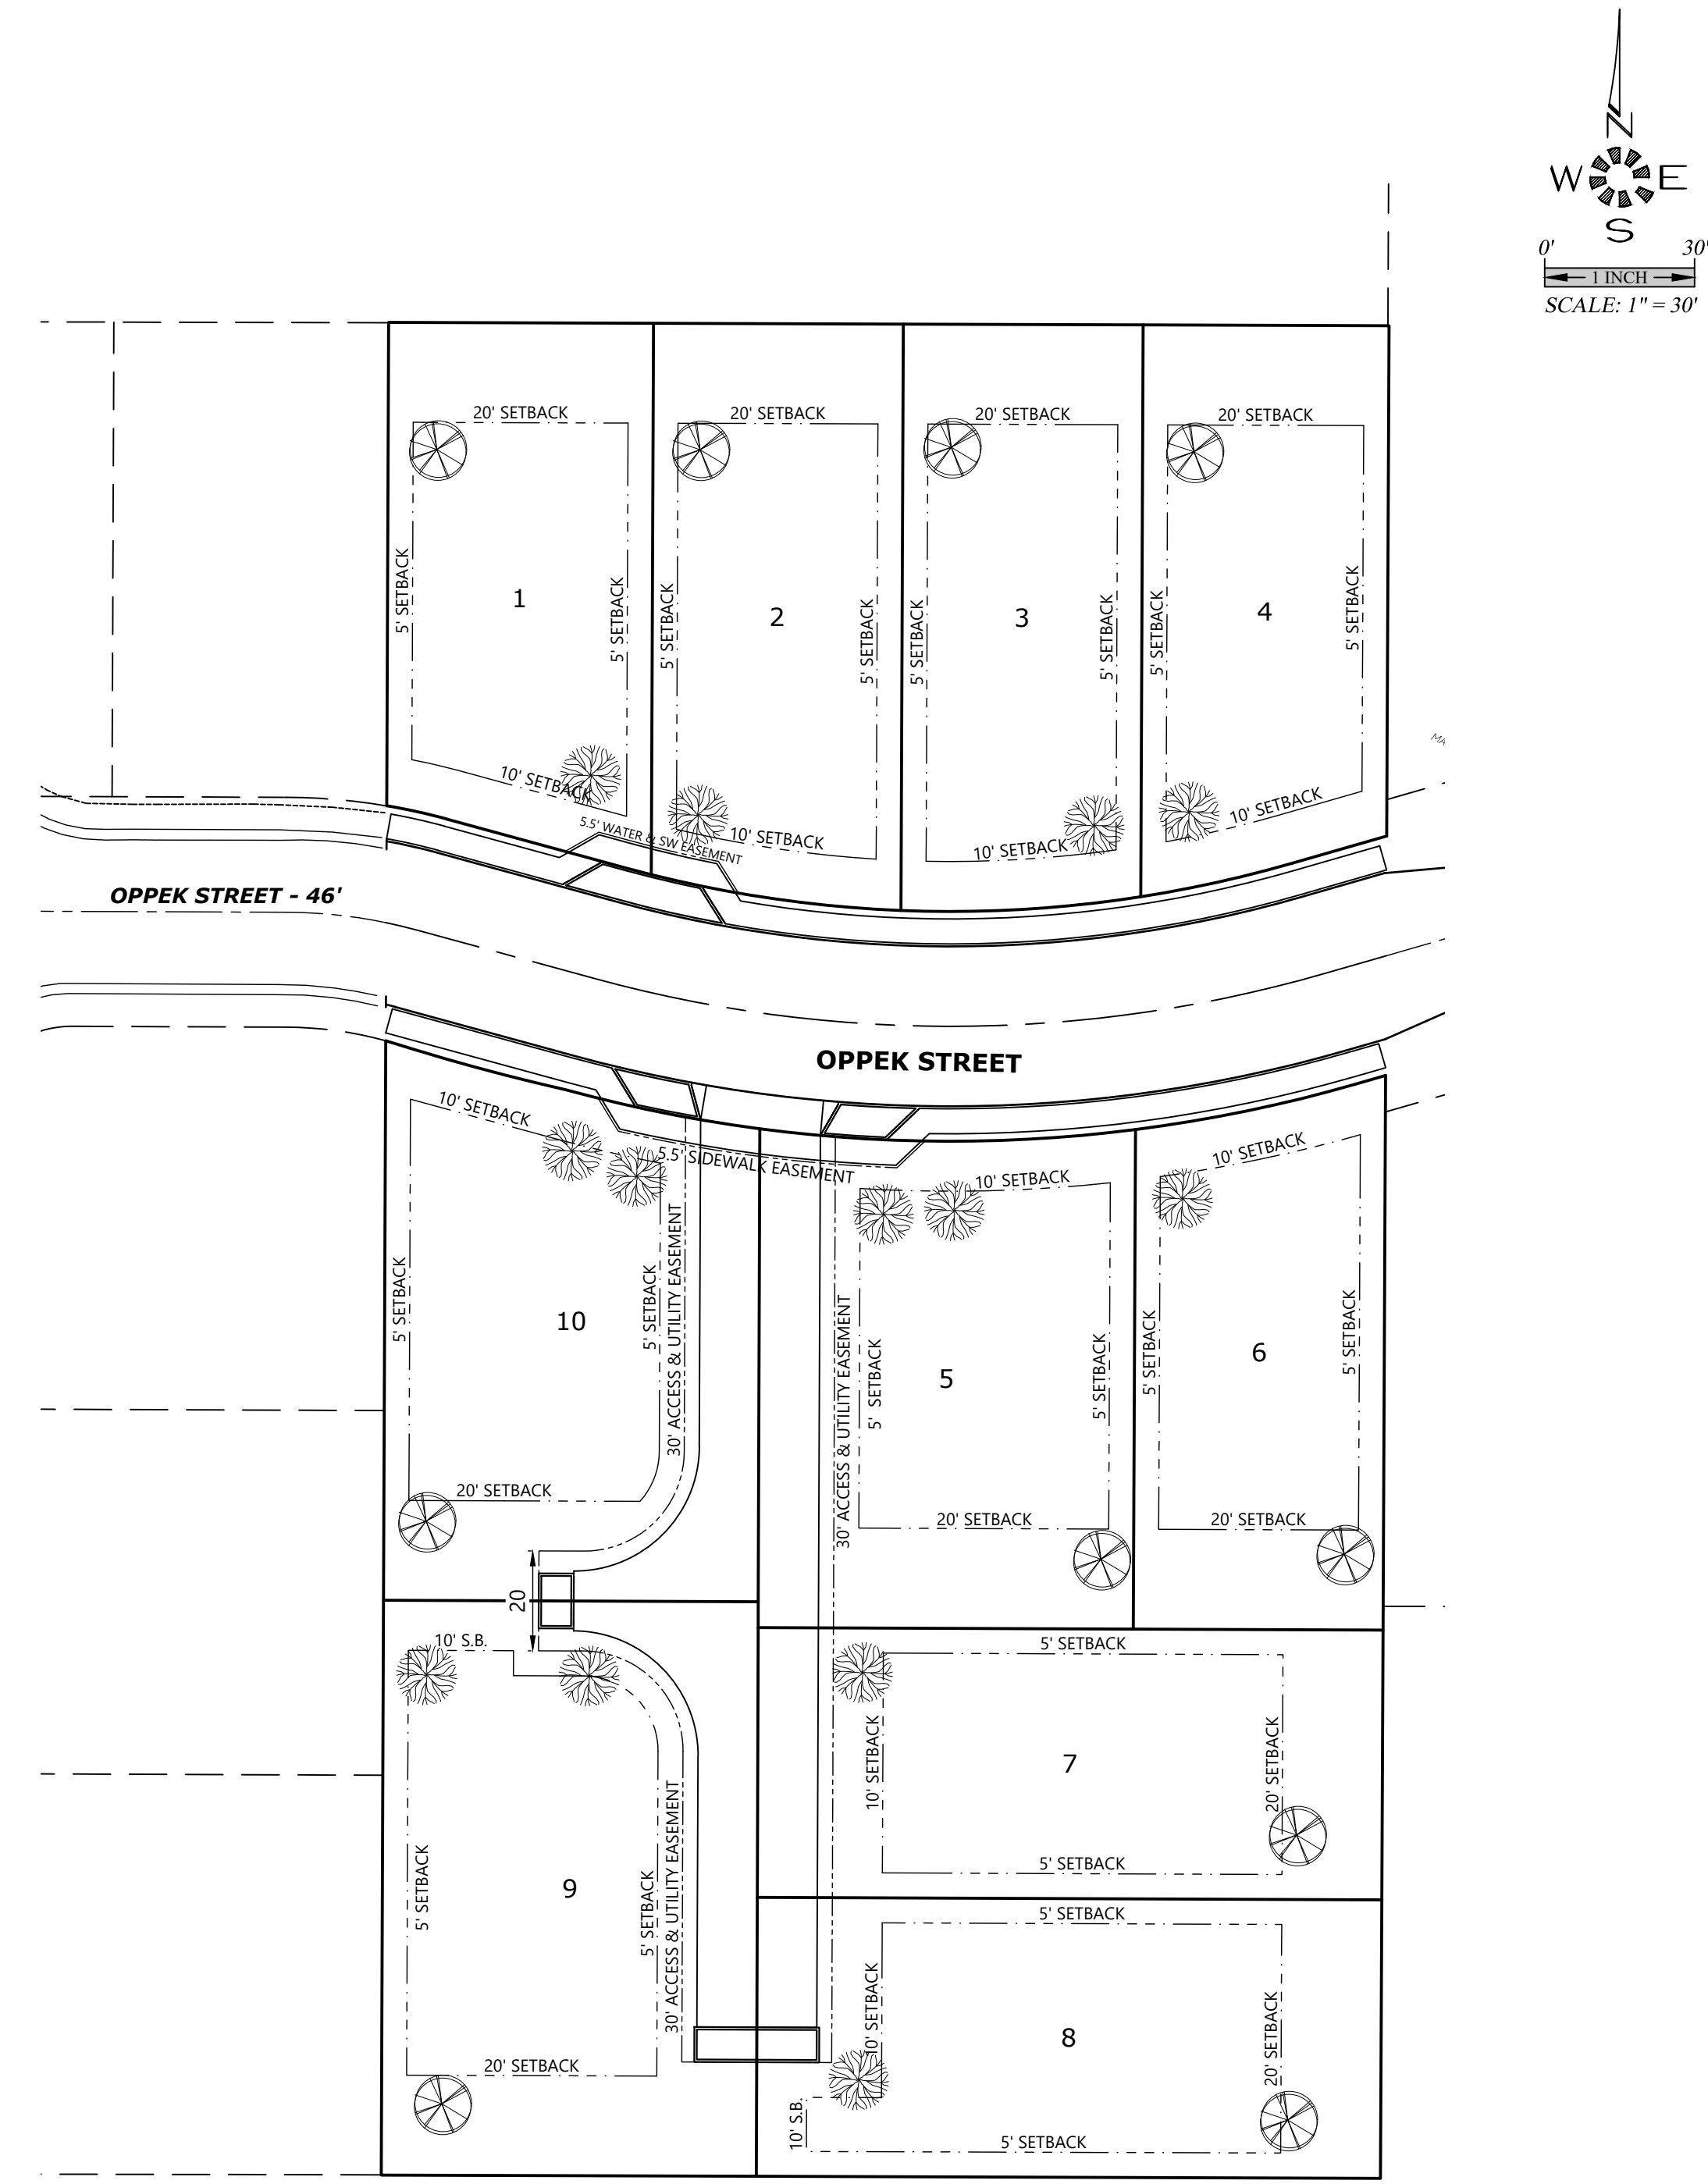 N
W E
S
0' 30'
1 INCH
SCALE: 1" = 30'
20' SETBACK
20' SETBACK
20' SETBACK
20' SETBACK
5' SETBACK
1
5' SETBACK
5' SETBACK
2
5' SETBACK
5' SETBACK
3
5' SETBACK
5' SETBACK
4
5' SETBACK
10' SETBACK
10' SETBACK
10' SETBACK
10' SETBACK
5.5' WATER & SW EASEMENT
OPPEK STREET - 46'
OPPEK STREET
10' SETBACK
5.5' SIDEWALK EASEMENT
10' SETBACK
10' SETBACK
5' SETBACK
10
5' SETBACK
30' ACCESS & UTILITY EASEMENT
30' ACCESS & UTILITY EASEMENT
5' SETBACK
5
5' SETBACK
5' SETBACK
6
5' SETBACK
20' SETBACK
20' SETBACK
20' SETBACK
20
10' S.B.
5' SETBACK
10' SETBACK
7
20' SETBACK
5' SETBACK
5' SETBACK
9
5' SETBACK
30' ACCESS & UTILITY EASEMENT
5' SETBACK
10' SETBACK
8
20' SETBACK
20' SETBACK
10' S.B.
5' SETBACK